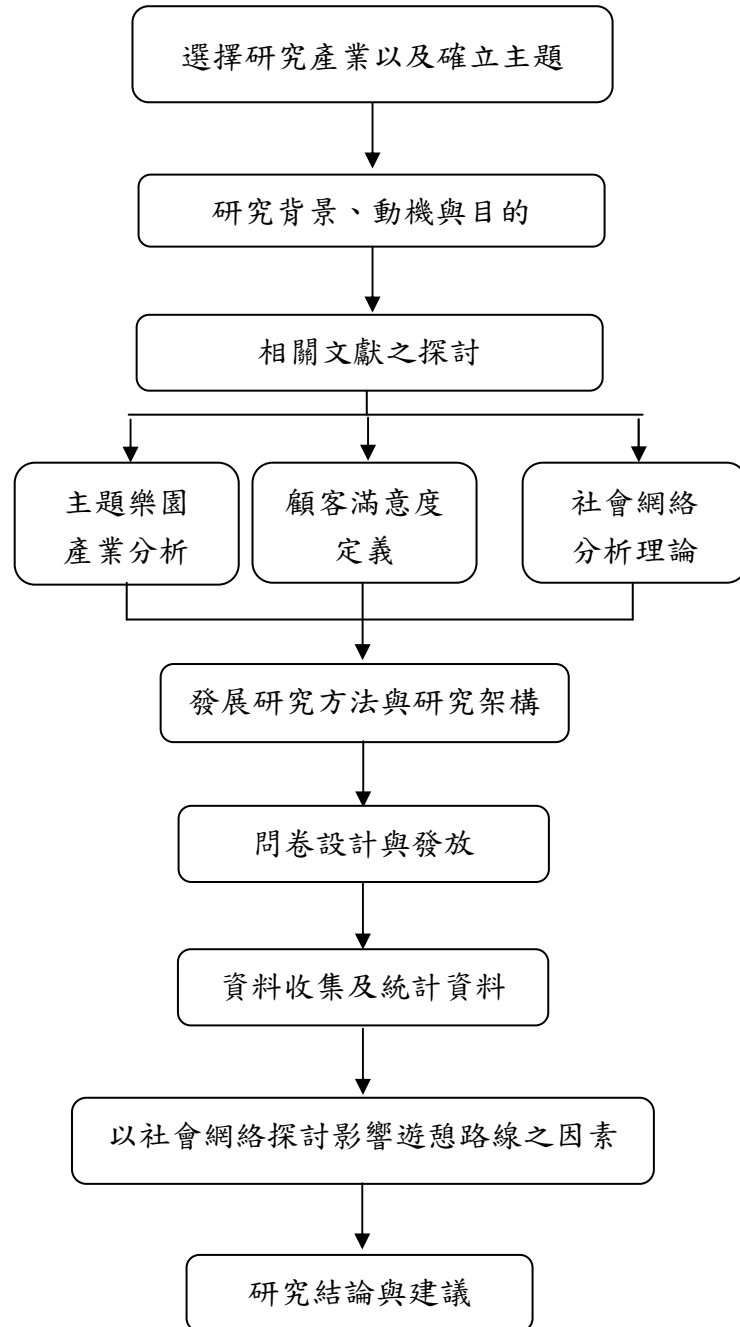 選擇研究產業以及確立主題
研究背景、動機與目的
相關文獻之探討
主題樂園
產業分析
顧客滿意度
定義
社會網絡
分析理論
發展研究方法與研究架構
問卷設計與發放
資料收集及統計資料
以社會網絡探討影響遊憩路線之因素
研究結論與建議